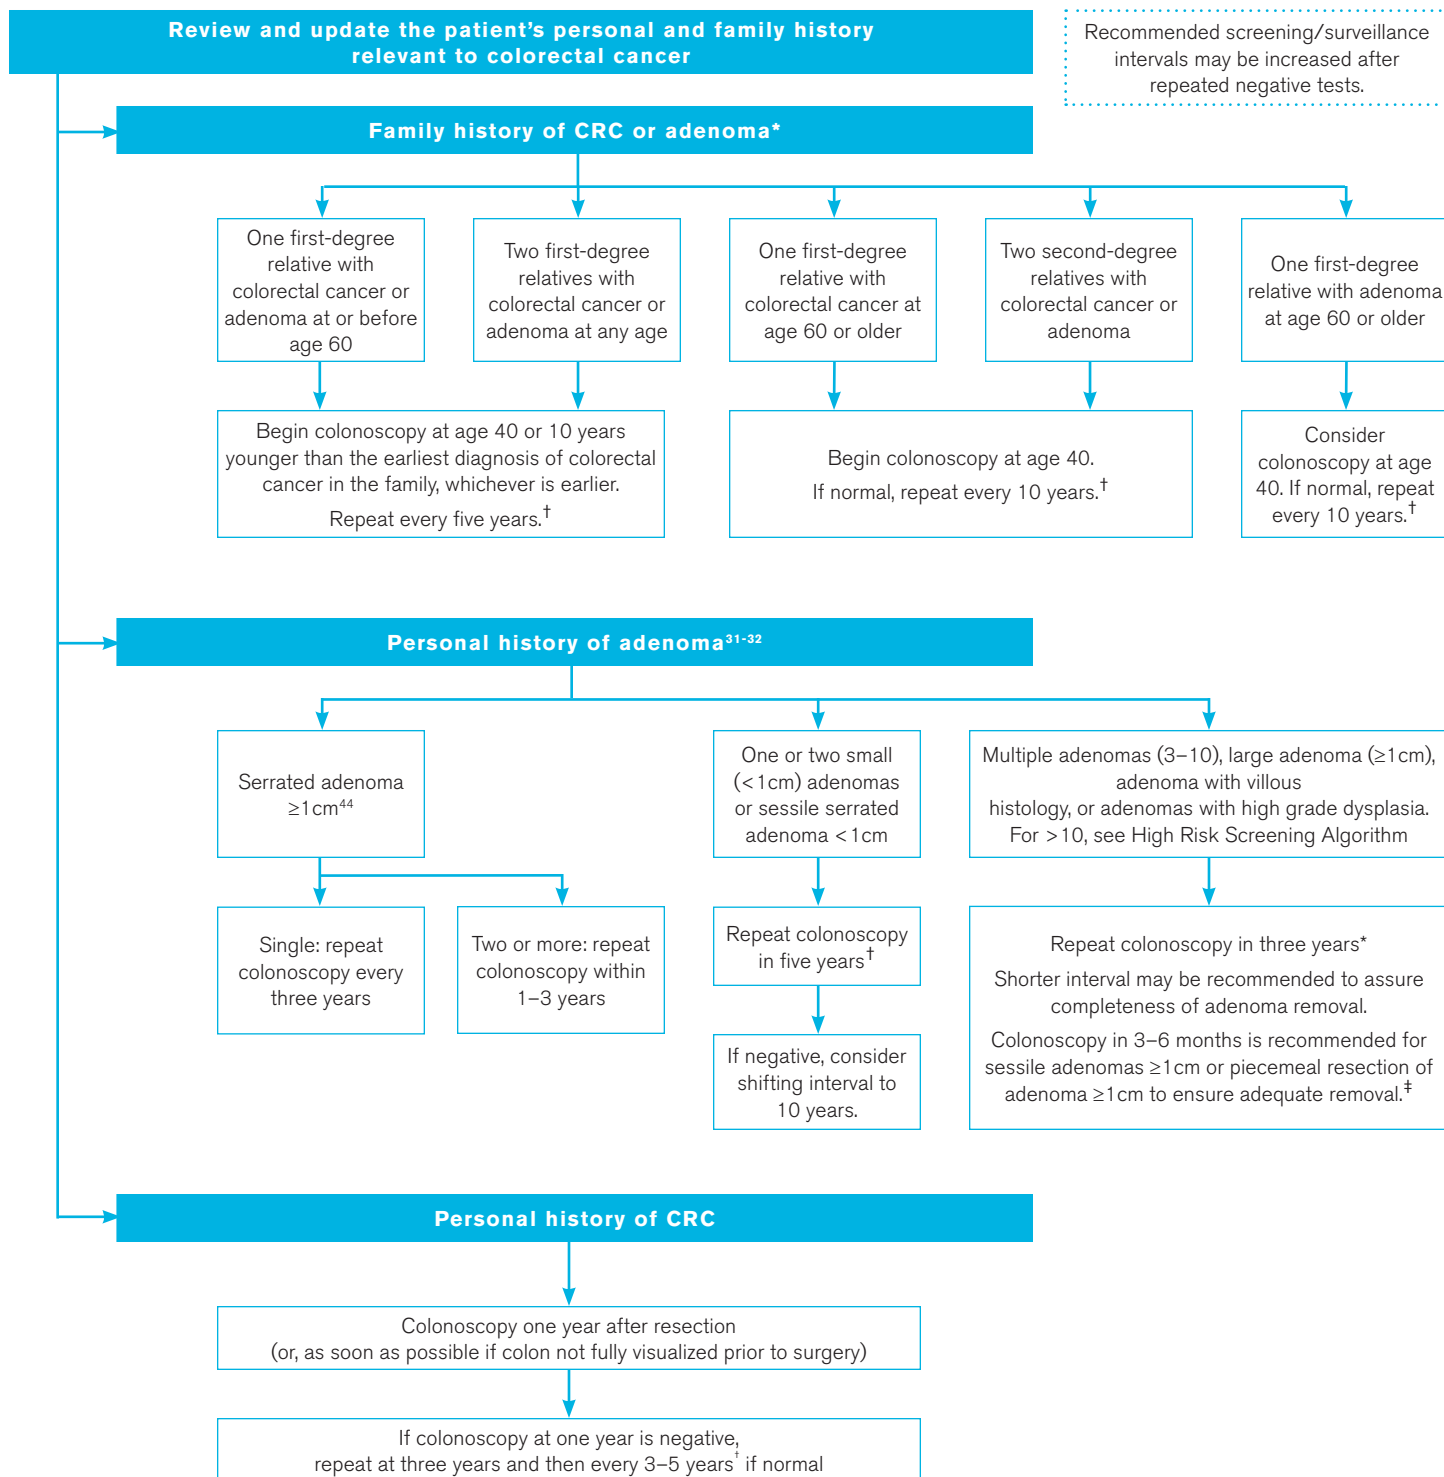 Review and update the patient's personal and family history
relevant to colorectal cancer
Recommended screening/surveillance
intervals may be increased after
repeated negative tests.
Family history of CRC or adenoma*
One first-degree
relative with
colorectal cancer or
adenoma at or before
age 60
Two first-degree
relatives with
colorectal cancer or
adenoma at any age
One first-degree
relative with
colorectal cancer at
age 60 or older
Two second-degree
relatives with
colorectal cancer or
adenoma
One first-degree
relative with adenoma
at age 60 or older
Begin colonoscopy at age 40 or 10 years
younger than the earliest diagnosis of colorectal
cancer in the family, whichever is earlier.
Repeat every five years.†
Begin colonoscopy at age 40.
If normal, repeat every 10 years.†
Consider
colonoscopy at age
40. If normal, repeat
every 10 years.†
Personal history of adenoma³¹⁻³²
Serrated adenoma
≥1cm⁴⁴
One or two small
(<1cm) adenomas
or sessile serrated
adenoma <1cm
Multiple adenomas (3–10), large adenoma (≥1cm),
adenoma with villous
histology, or adenomas with high grade dysplasia.
For >10, see High Risk Screening Algorithm
Single: repeat
colonoscopy every
three years
Two or more: repeat
colonoscopy within
1–3 years
Repeat colonoscopy
in five years†
If negative, consider
shifting interval to
10 years.
Repeat colonoscopy in three years*
Shorter interval may be recommended to assure
completeness of adenoma removal.
Colonoscopy in 3–6 months is recommended for
sessile adenomas ≥1cm or piecemeal resection of
adenoma ≥1cm to ensure adequate removal.‡
Personal history of CRC
Colonoscopy one year after resection
(or, as soon as possible if colon not fully visualized prior to surgery)
If colonoscopy at one year is negative,
repeat at three years and then every 3–5 years† if normal